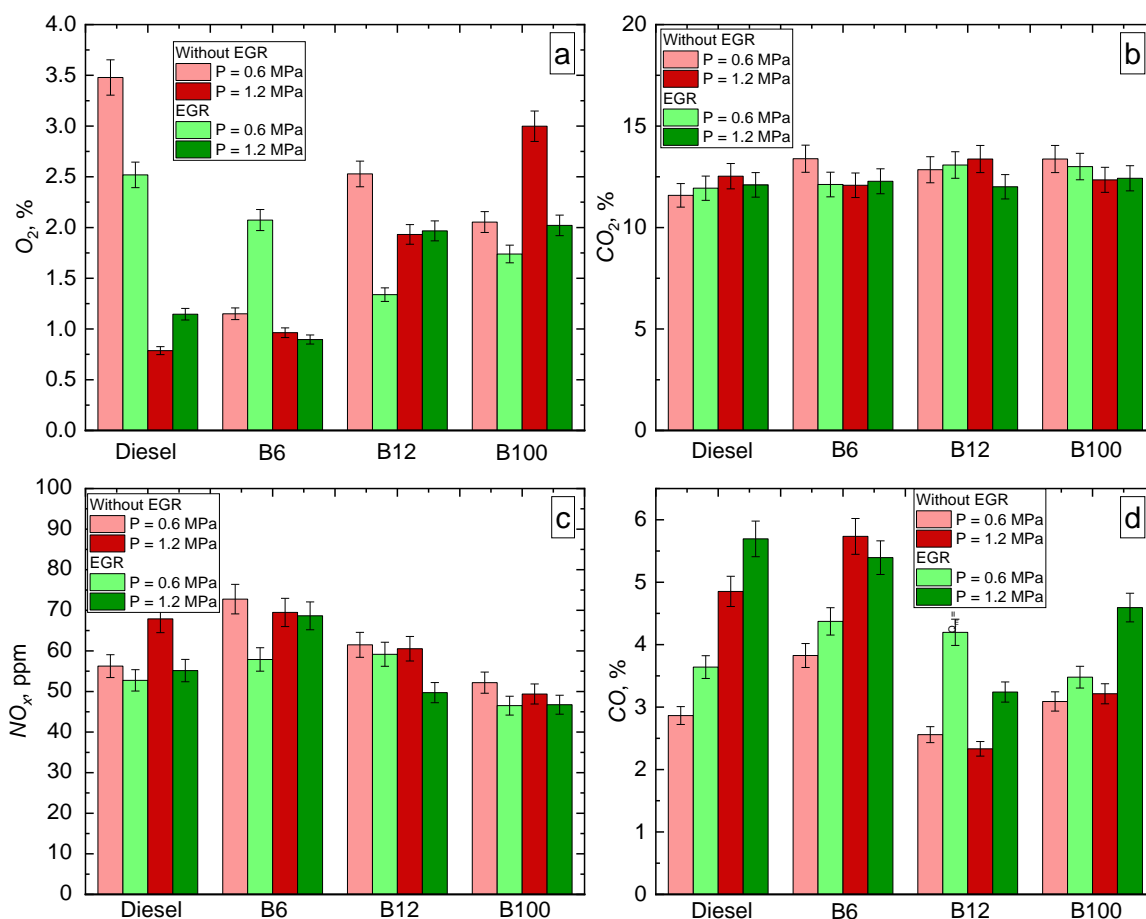 4.0
3.5
3.0
2.5
2.0
1.5
1.0
0.5
0.0
O2, %
Without EGR
P = 0.6 MPa
P = 1.2 MPa
EGR
P = 0.6 MPa
P = 1.2 MPa
a
Diesel B6 B12 B100
20
15
10
5
0
CO2, %
Without EGR
P = 0.6 MPa
P = 1.2 MPa
EGR
P = 0.6 MPa
P = 1.2 MPa
b
Diesel B6 B12 B100
100
90
80
70
60
50
40
30
20
10
0
NOx, ppm
Without EGR
P = 0.6 MPa
P = 1.2 MPa
EGR
P = 0.6 MPa
P = 1.2 MPa
c
Diesel B6 B12 B100
6
5
4
3
2
1
0
CO, %
Without EGR
P = 0.6 MPa
P = 1.2 MPa
EGR
P = 0.6 MPa
P = 1.2 MPa
d
Diesel B6 B12 B100